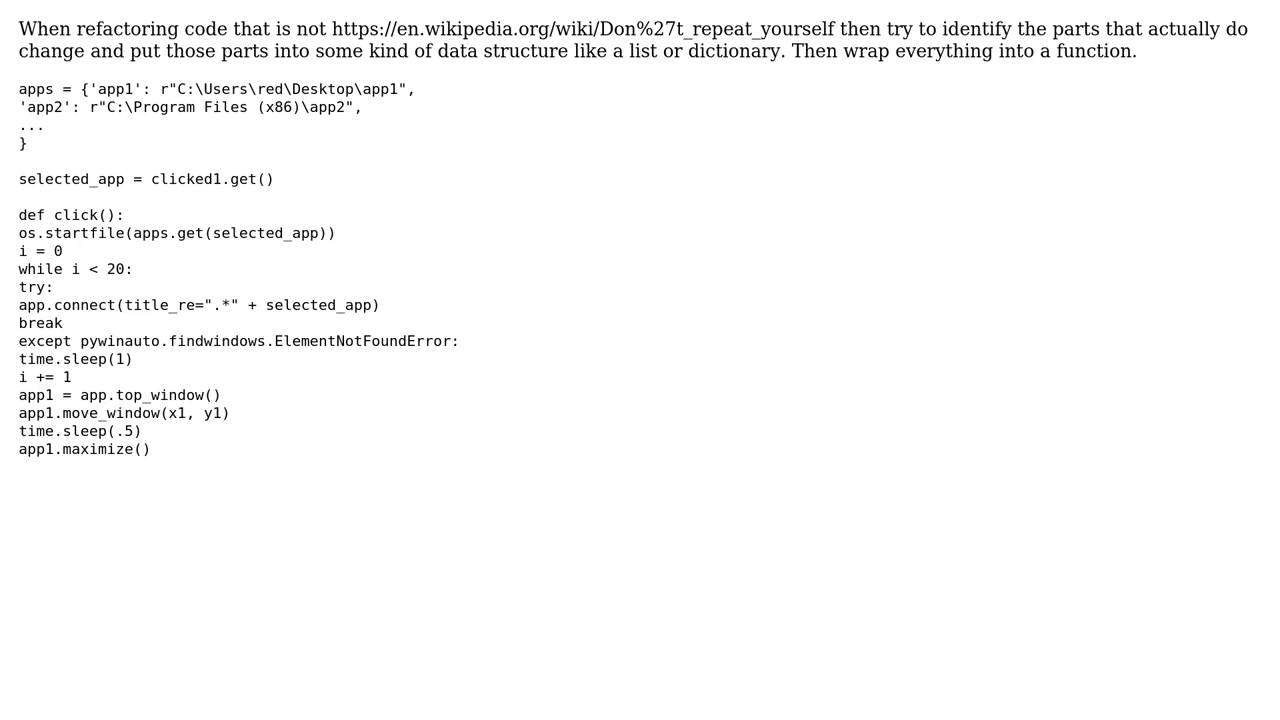 When refactoring code that is not https://en.wikipedia.org/wiki/Don%27t_repeat_yourself then try to identify the parts that actually do
change and put those parts into some kind of data structure like a list or dictionary. Then wrap everything into a function.
apps = {'app1': r"C:\Users\red\Desktop\app1",
'app2': r"C:\Program Files (x86)\app2",
...
}
selected_app = clicked1.get()
def click():
os.startfile(apps.get(selected_app))
i = 0
while i < 20:
try:
app.connect(title_re=".*" + selected_app)
break
except pywinauto.findwindows.ElementNotFoundError:
time.sleep(1)
i += 1
app1 = app.top_window()
app1.move_window(x1, y1)
time.sleep(.5)
app1.maximize()